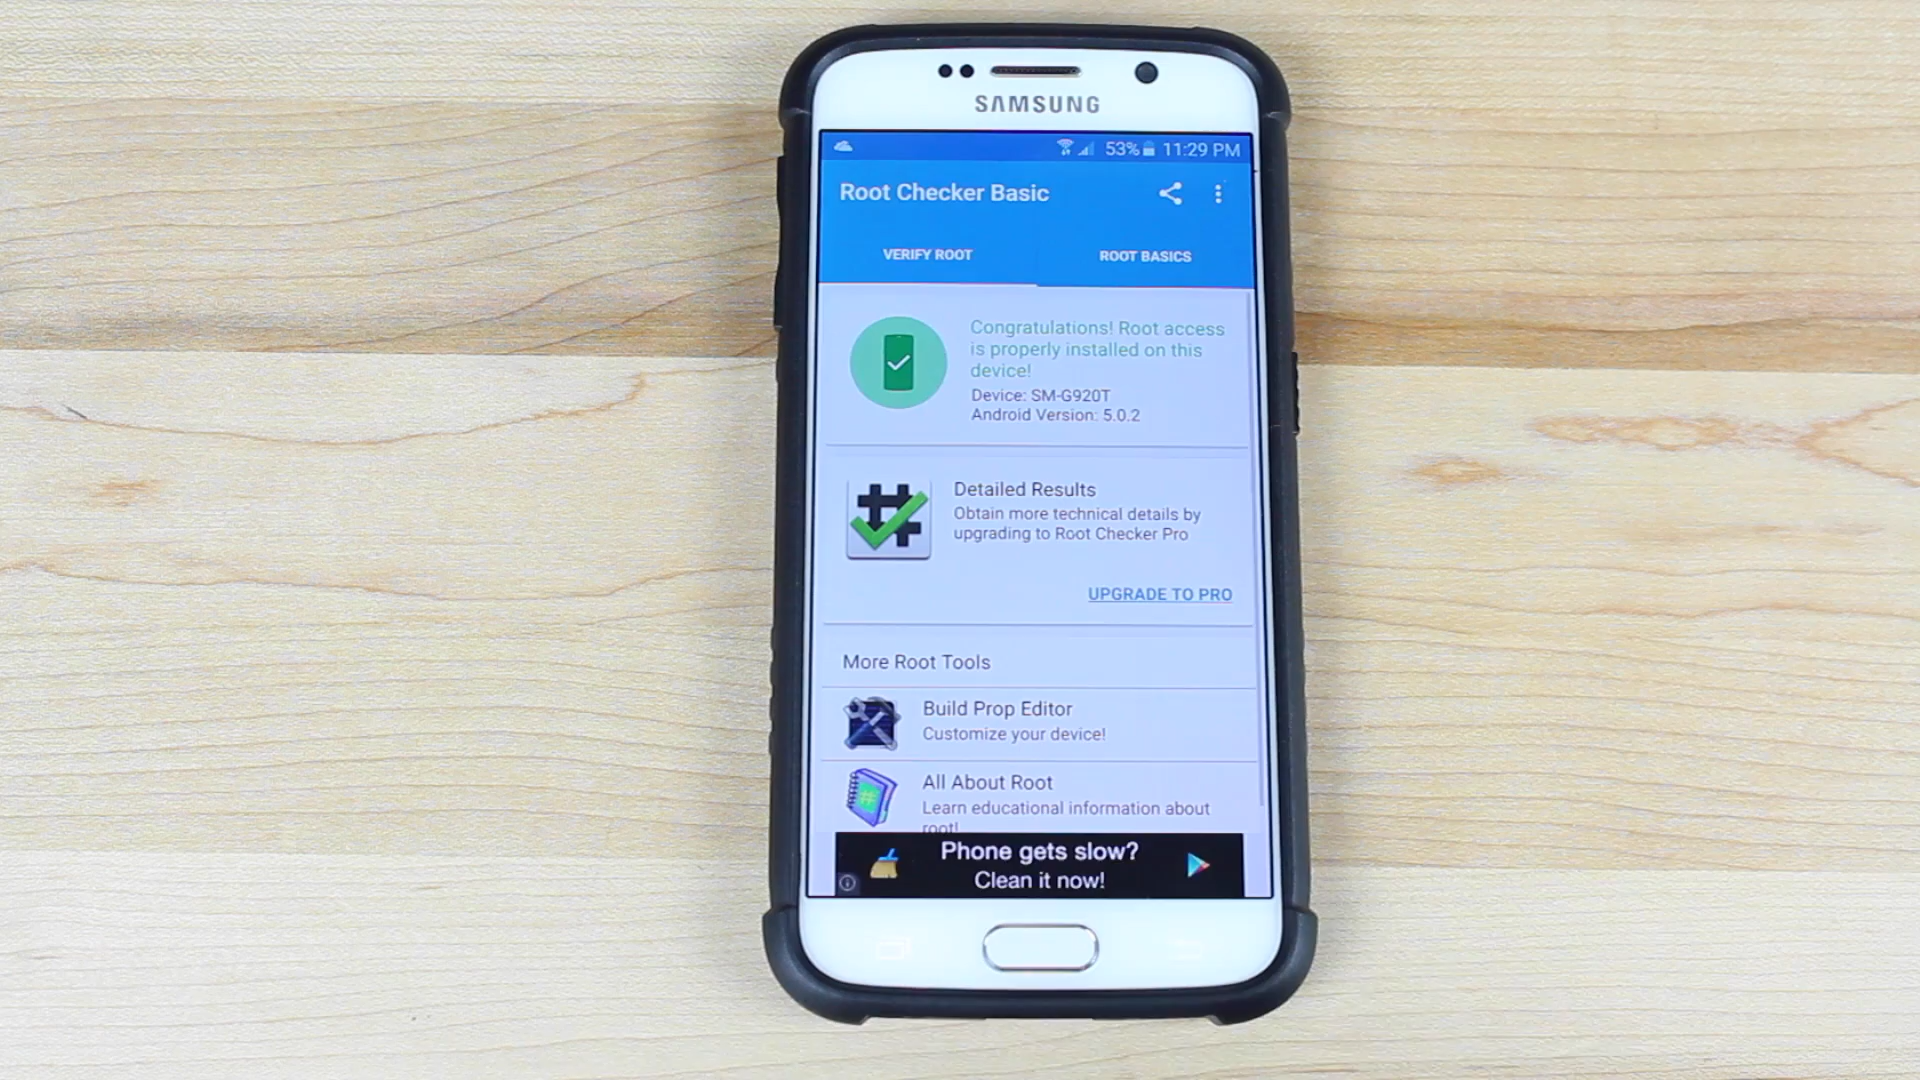 SAMSUNG
53% 11:29 PM
Root Checker Basic
VERIFY ROOT
ROOT BASICS
Congratulations! Root access
is properly installed on this
device!
Device: SM-G920T
Android Version: 5.0.2
Detailed Results
Obtain more technical details by
upgrading to Root Checker Pro
UPGRADE TO PRO
More Root Tools
Build Prop Editor
Customize your device!
All About Root
Learn educational information about
root!
Phone gets slow?
Clean it now!